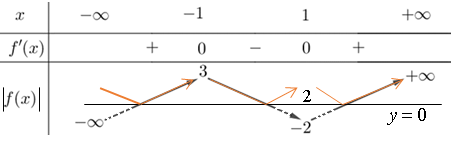 x −∞ −1 1 +∞
f′(x) + 0 − 0 +
3 +∞
|f(x)| 2
−∞ −2 y = 0